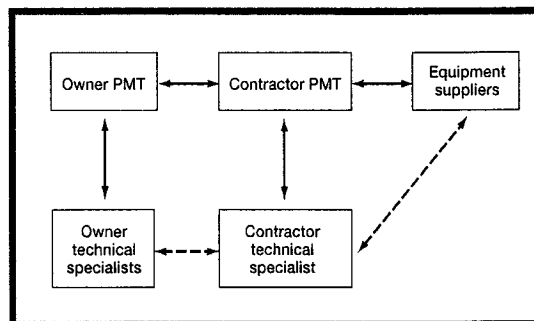 Owner PMT
Contractor PMT
Equipment
suppliers
Owner
technical
specialists
Contractor
technical
specialist